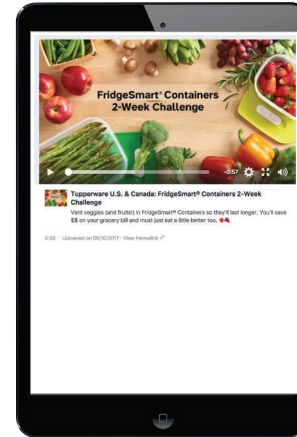 FridgeSmart® Containers
2-Week Challenge
-0:57
Tupperware U.S. & Canada: FridgeSmart® Containers 2-Week
Challenge
Vent veggies (and fruits!) in FridgeSmart® Containers so they'll last longer. You'll save
$$ on your grocery bill and must just eat a little better too.
0:58 · Uploaded on 08/10/2017 · View Permalink